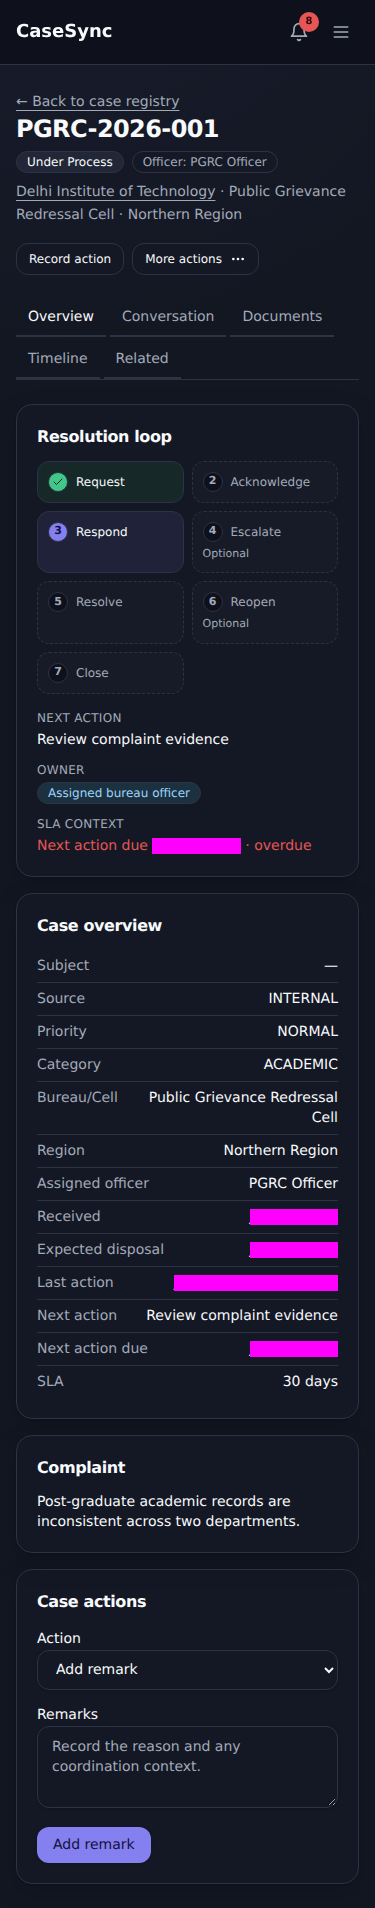 CaseSync
8
← Back to case registry
PGRC-2026-001
Under Process
Officer: PGRC Officer
Delhi Institute of Technology · Public Grievance
Redressal Cell · Northern Region
Record action
More actions ···
Overview
Conversation
Documents
Timeline
Related
Resolution loop
Request
2 Acknowledge
3 Respond
4 Escalate
Optional
5 Resolve
6 Reopen
Optional
7 Close
NEXT ACTION
Review complaint evidence
OWNER
Assigned bureau officer
SLA CONTEXT
Next action due · overdue
Case overview
Subject —
Source INTERNAL
Priority NORMAL
Category ACADEMIC
Bureau/Cell Public Grievance Redressal
Cell
Region Northern Region
Assigned officer PGRC Officer
Received
Expected disposal
Last action
Next action Review complaint evidence
Next action due
SLA 30 days
Complaint
Post-graduate academic records are
inconsistent across two departments.
Case actions
Action
Add remark
Remarks
Record the reason and any
coordination context.
Add remark